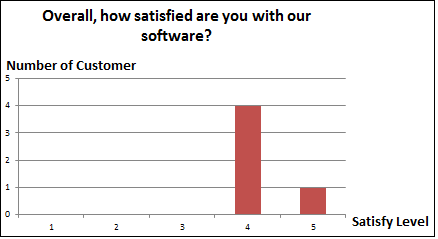 Overall, how satisfied are you with our
software?
Number of Customer
5
4
3
2
1
0
1 2 3 4 5
Satisfy Level